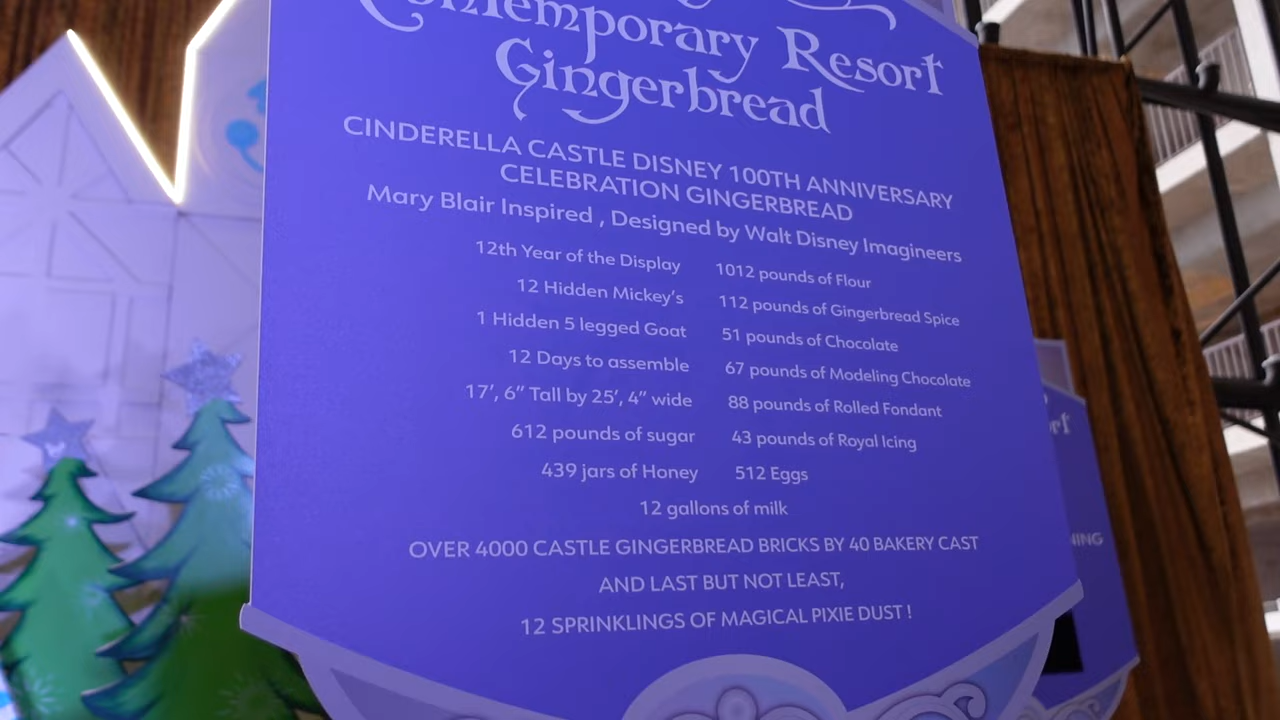 Contemporary Resort
Gingerbread
CINDERELLA CASTLE DISNEY 100TH ANNIVERSARY
CELEBRATION GINGERBREAD
Mary Blair Inspired , Designed by Walt Disney Imagineers
12th Year of the Display
12 Hidden Mickey's
1 Hidden 5 legged Goat
12 Days to assemble
17', 6" Tall by 25', 4" wide
612 pounds of sugar
439 jars of Honey
1012 pounds of Flour
112 pounds of Gingerbread Spice
51 pounds of Chocolate
67 pounds of Modeling Chocolate
88 pounds of Rolled Fondant
43 pounds of Royal Icing
512 Eggs
12 gallons of milk
OVER 4000 CASTLE GINGERBREAD BRICKS BY 40 BAKERY CAST
AND LAST BUT NOT LEAST,
12 SPRINKLINGS OF MAGICAL PIXIE DUST !